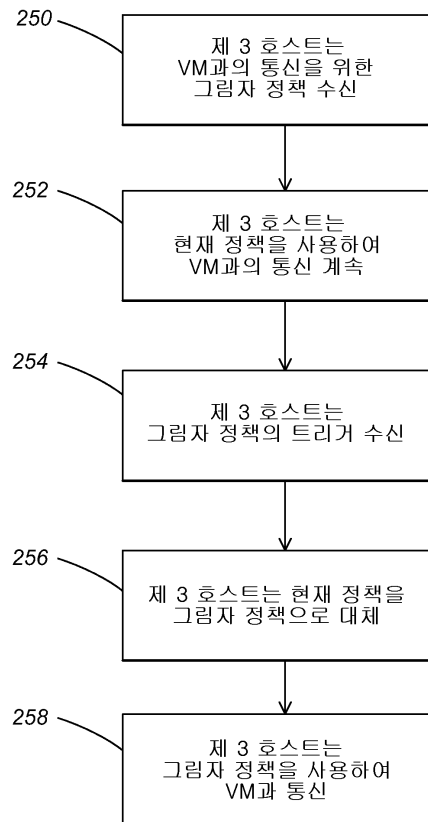 250
제 3 호스트는
VM과의 통신을 위한
그림자 정책 수신
252
제 3 호스트는
현재 정책을 사용하여
VM과의 통신 계속
254
제 3 호스트는
그림자 정책의 트리거 수신
256
제 3 호스트는 현재 정책을
그림자 정책으로 대체
258
제 3 호스트는
그림자 정책을 사용하여
VM과 통신